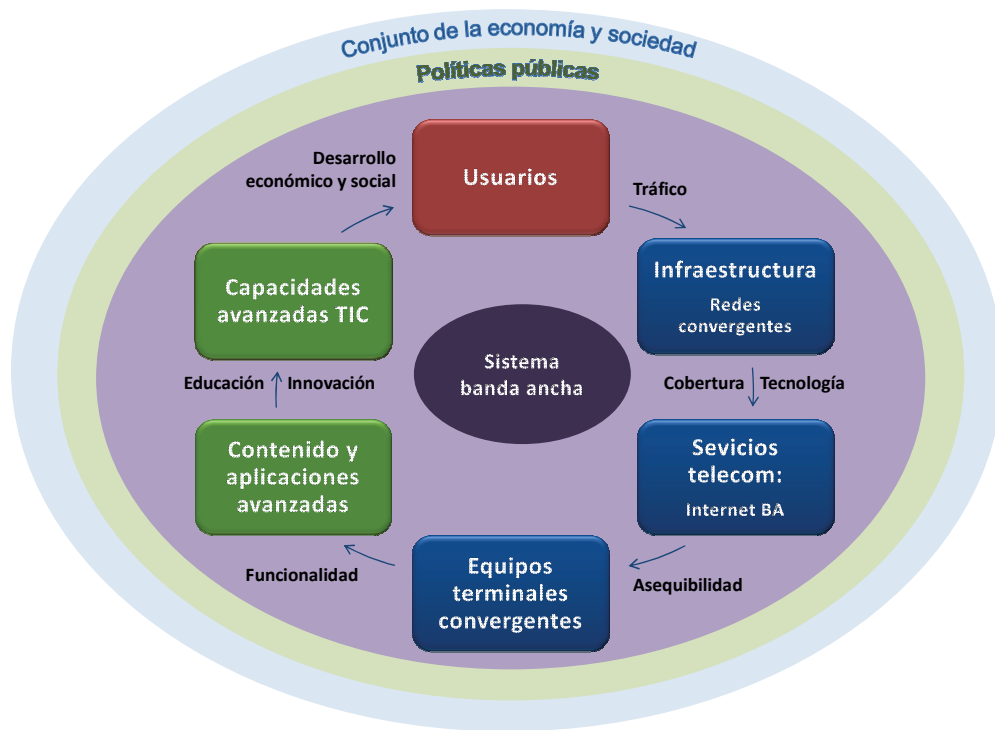 Conjunto de la economía y sociedad
Políticas públicas
Usuarios
Desarrollo
económico y social
Tráfico
Infraestructura
Redes
convergentes
Capacidades
avanzadas TIC
Sistema
banda ancha
Educación
Innovación
Cobertura
Tecnología
Contenido y
aplicaciones
avanzadas
Sevicios
telecom:
Internet BA
Funcionalidad
Equipos
terminales
convergentes
Asequibilidad